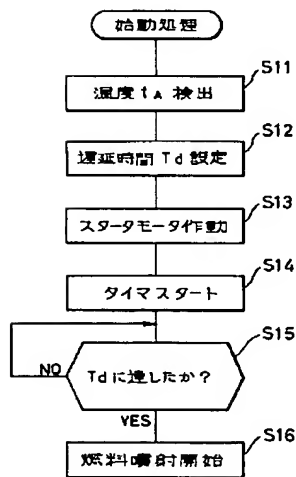 始動処理
S11
温度tA検出
S12
遅延時間Td設定
S13
スタータモータ作動
S14
タイマスタート
S15
Tdに達したか？
NO
YES
S16
燃料噴射開始